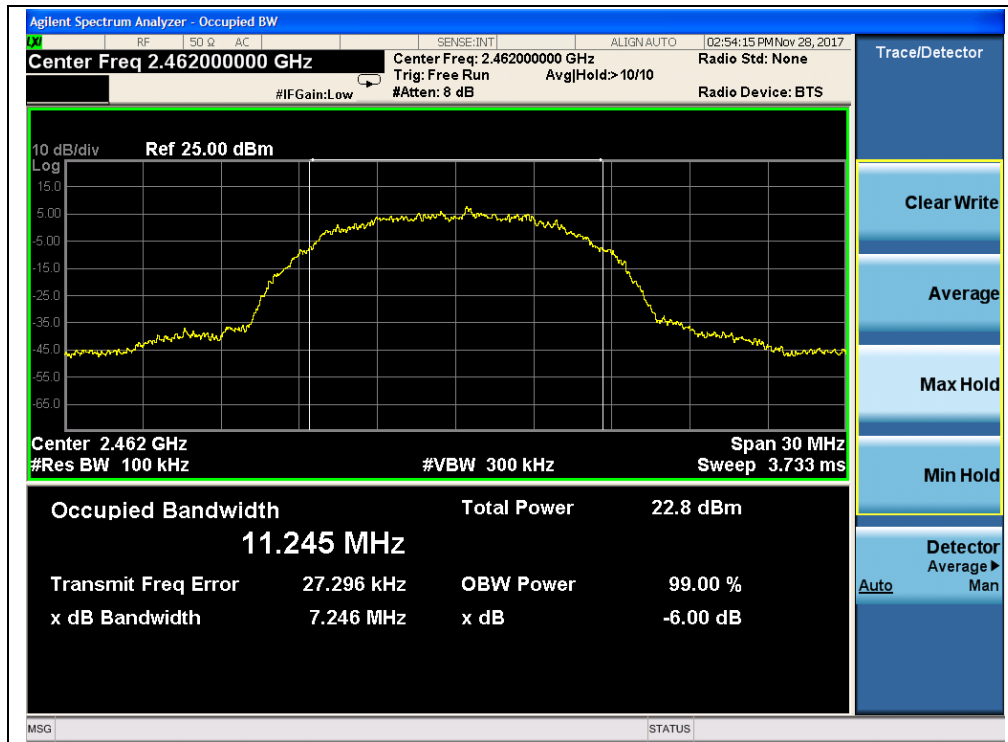 Agilent Spectrum Analyzer - Occupied BW
LXI RF 50 Ω AC SENSE:INT ALIGN AUTO 02:54:15 PM Nov 28, 2017
Center Freq 2.462000000 GHz
Center Freq: 2.462000000 GHz
Radio Std: None
Trig: Free Run Avg|Hold:>10/10
#IFGain:Low
#Atten: 8 dB
Radio Device: BTS
10 dB/div Ref 25.00 dBm
Log
15.0
5.00
-5.00
-15.0
-25.0
-35.0
-45.0
-55.0
-65.0
Center 2.462 GHz Span 30 MHz
#Res BW 100 kHz #VBW 300 kHz Sweep 3.733 ms
Occupied Bandwidth Total Power 22.8 dBm
11.245 MHz
Transmit Freq Error 27.296 kHz OBW Power 99.00 %
x dB Bandwidth 7.246 MHz x dB -6.00 dB
MSG STATUS
Trace/Detector
Clear Write
Average
Max Hold
Min Hold
Detector
Average▶
Auto Man